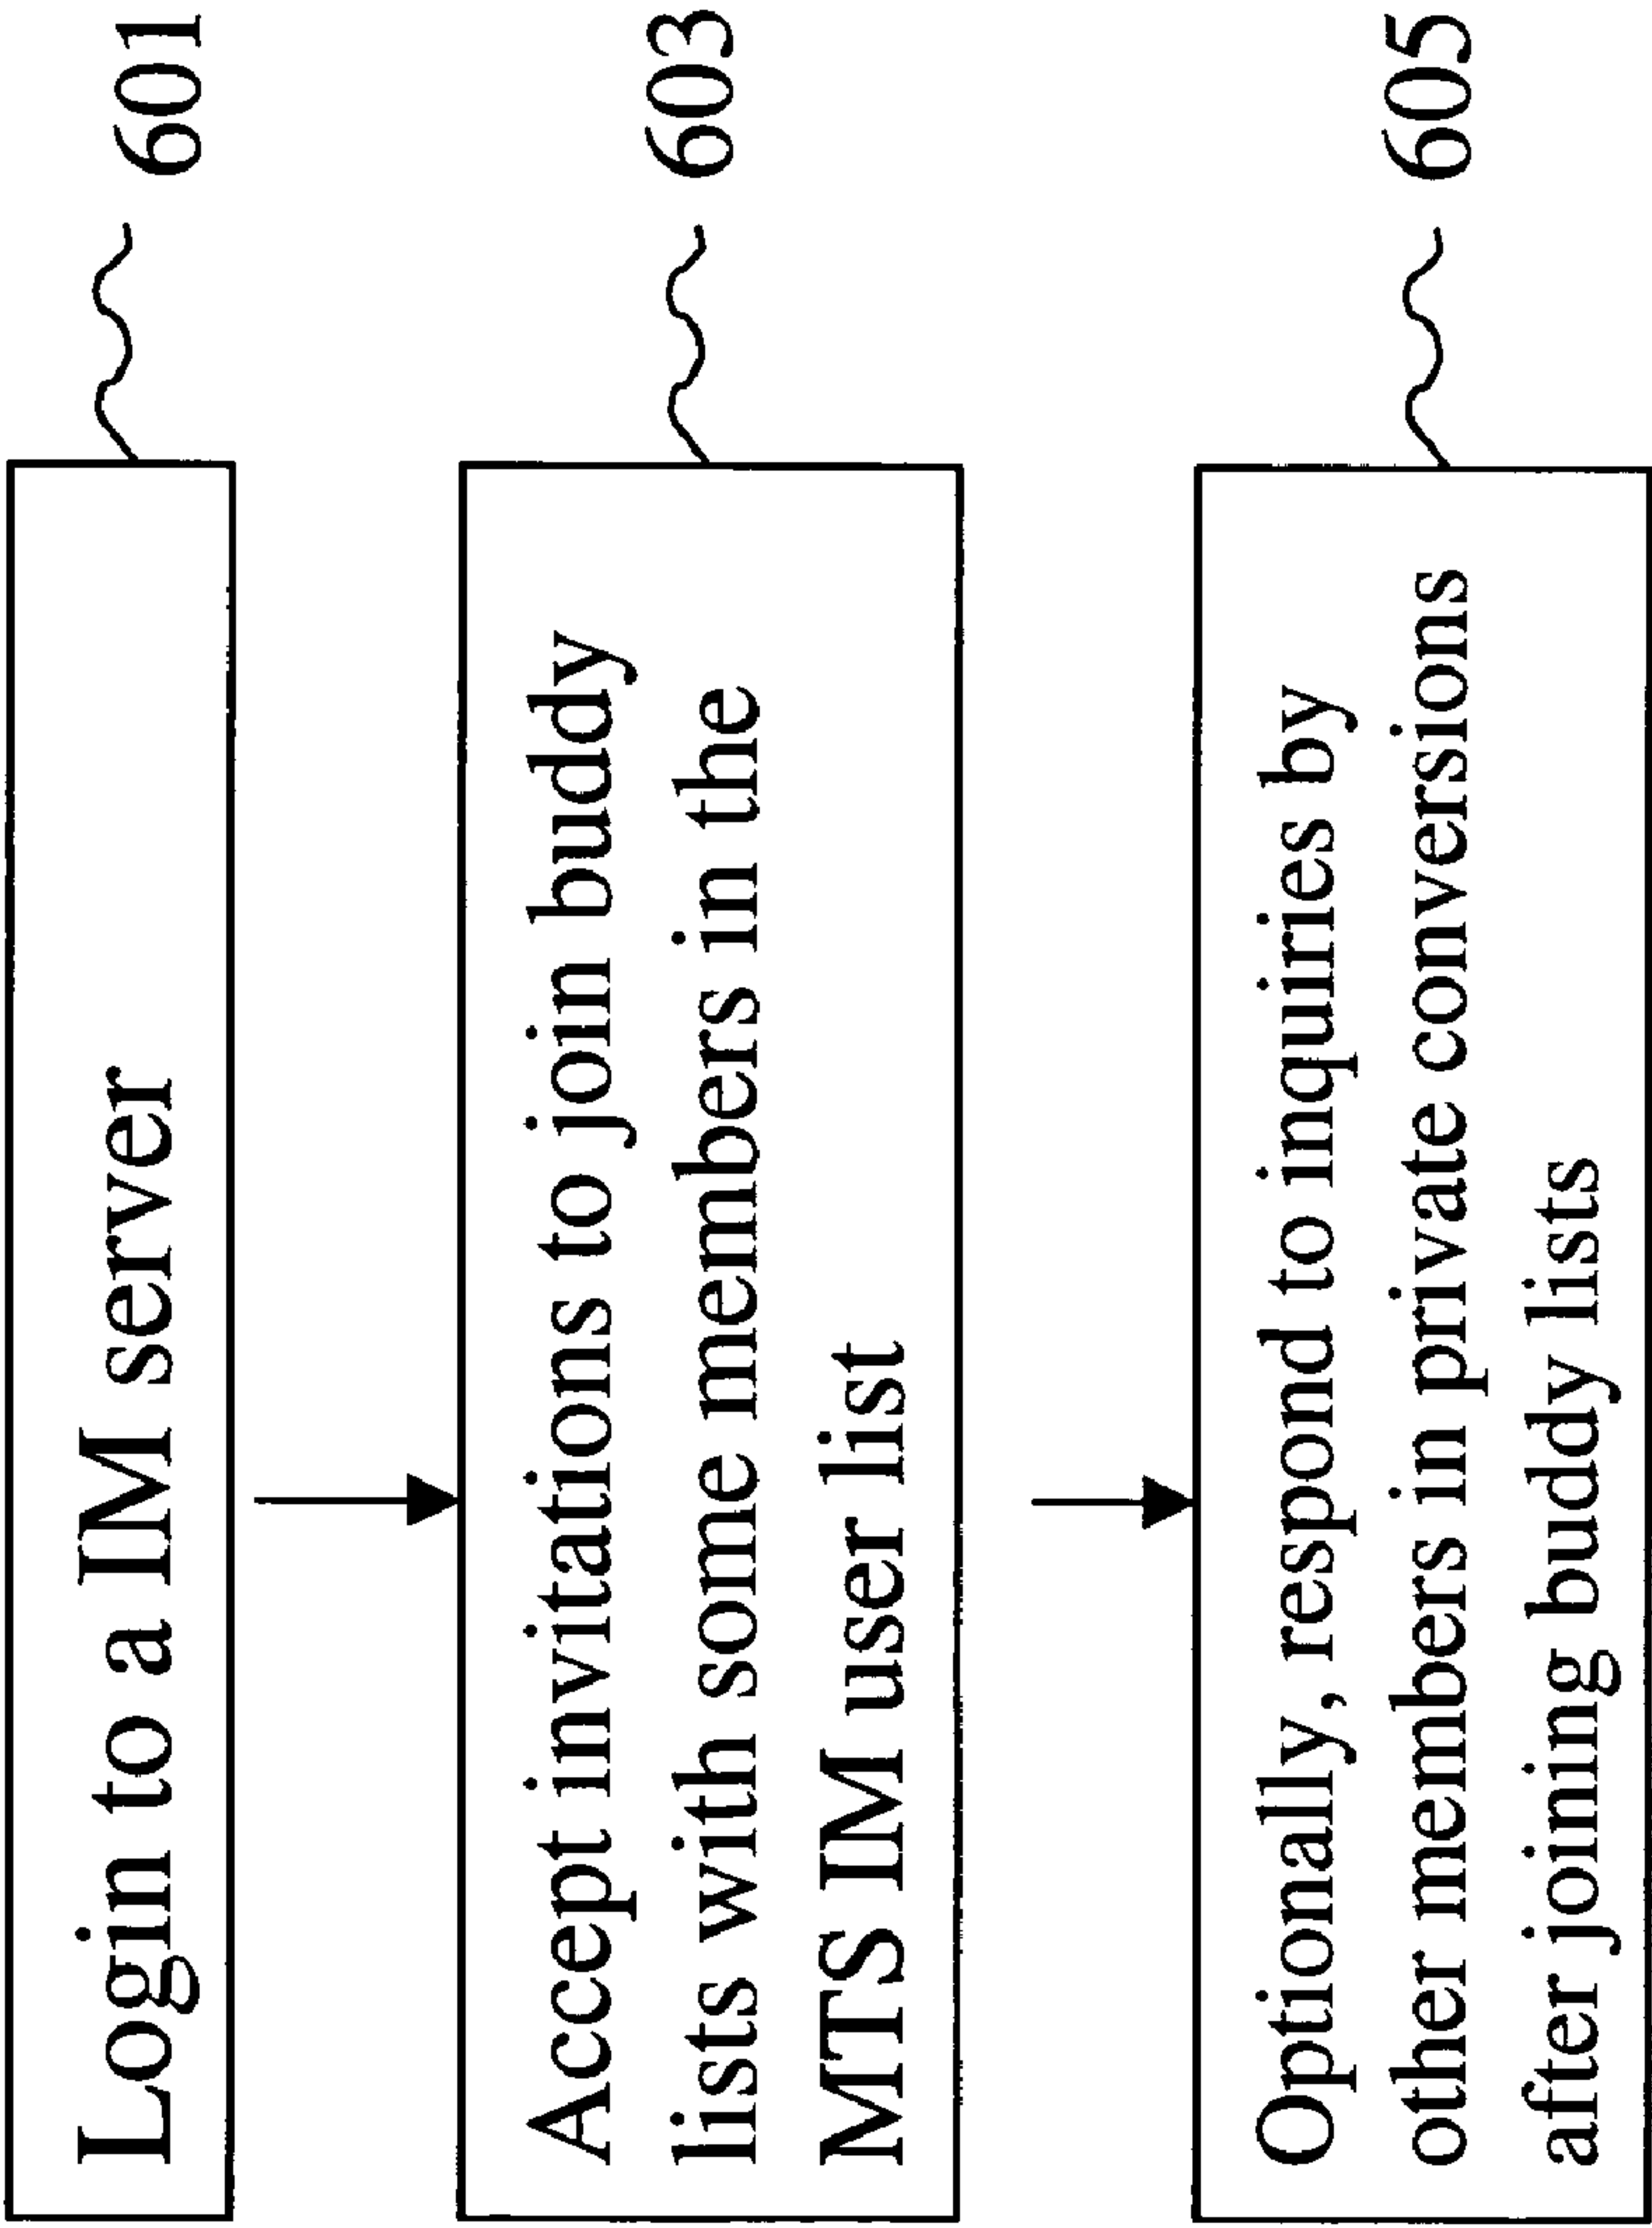 Login to a IM server
601
Accept invitations to join buddy
lists with some members in the
MTS IM user list
603
Optionally, respond to inquiries by
other members in private conversions
after joining buddy lists
605